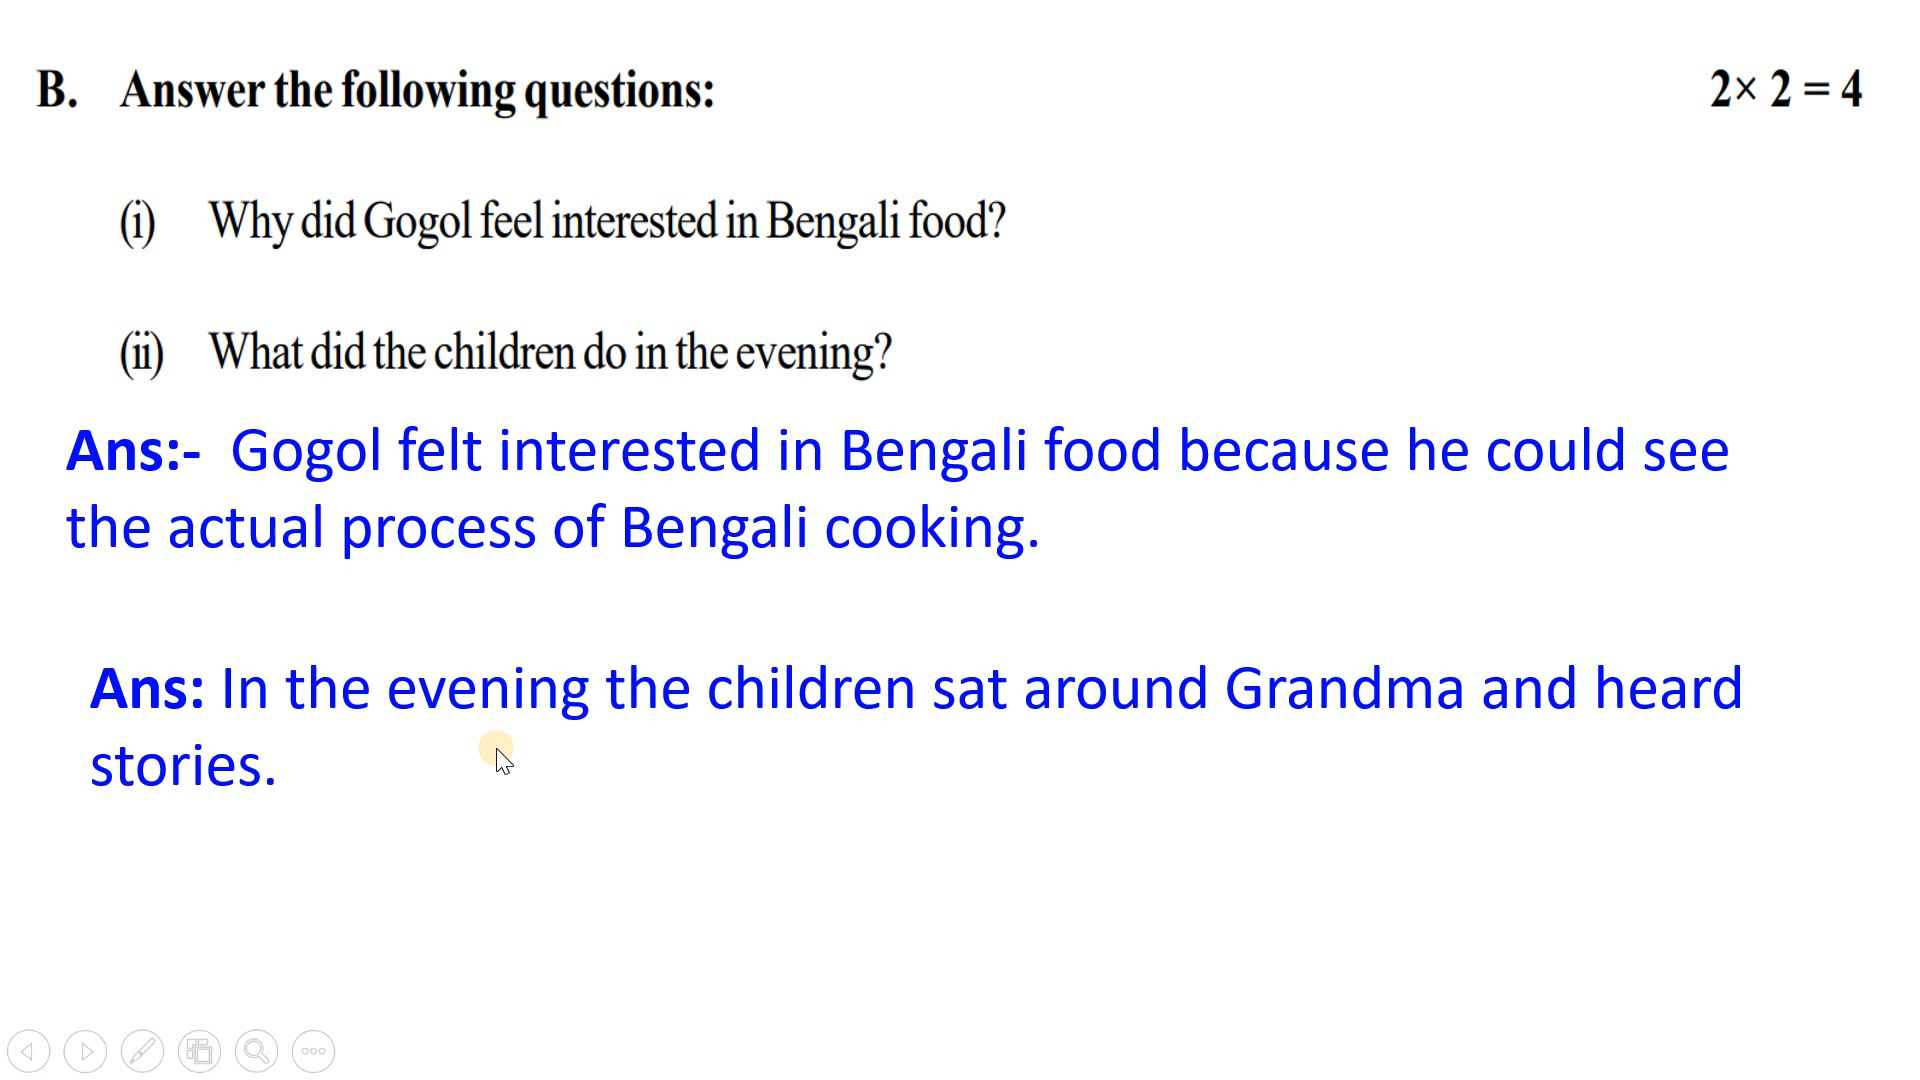 B. Answer the following questions: 2× 2 = 4
(i) Why did Gogol feel interested in Bengali food?
(ii) What did the children do in the evening?
Ans:- Gogol felt interested in Bengali food because he could see
the actual process of Bengali cooking.
Ans: In the evening the children sat around Grandma and heard
stories.